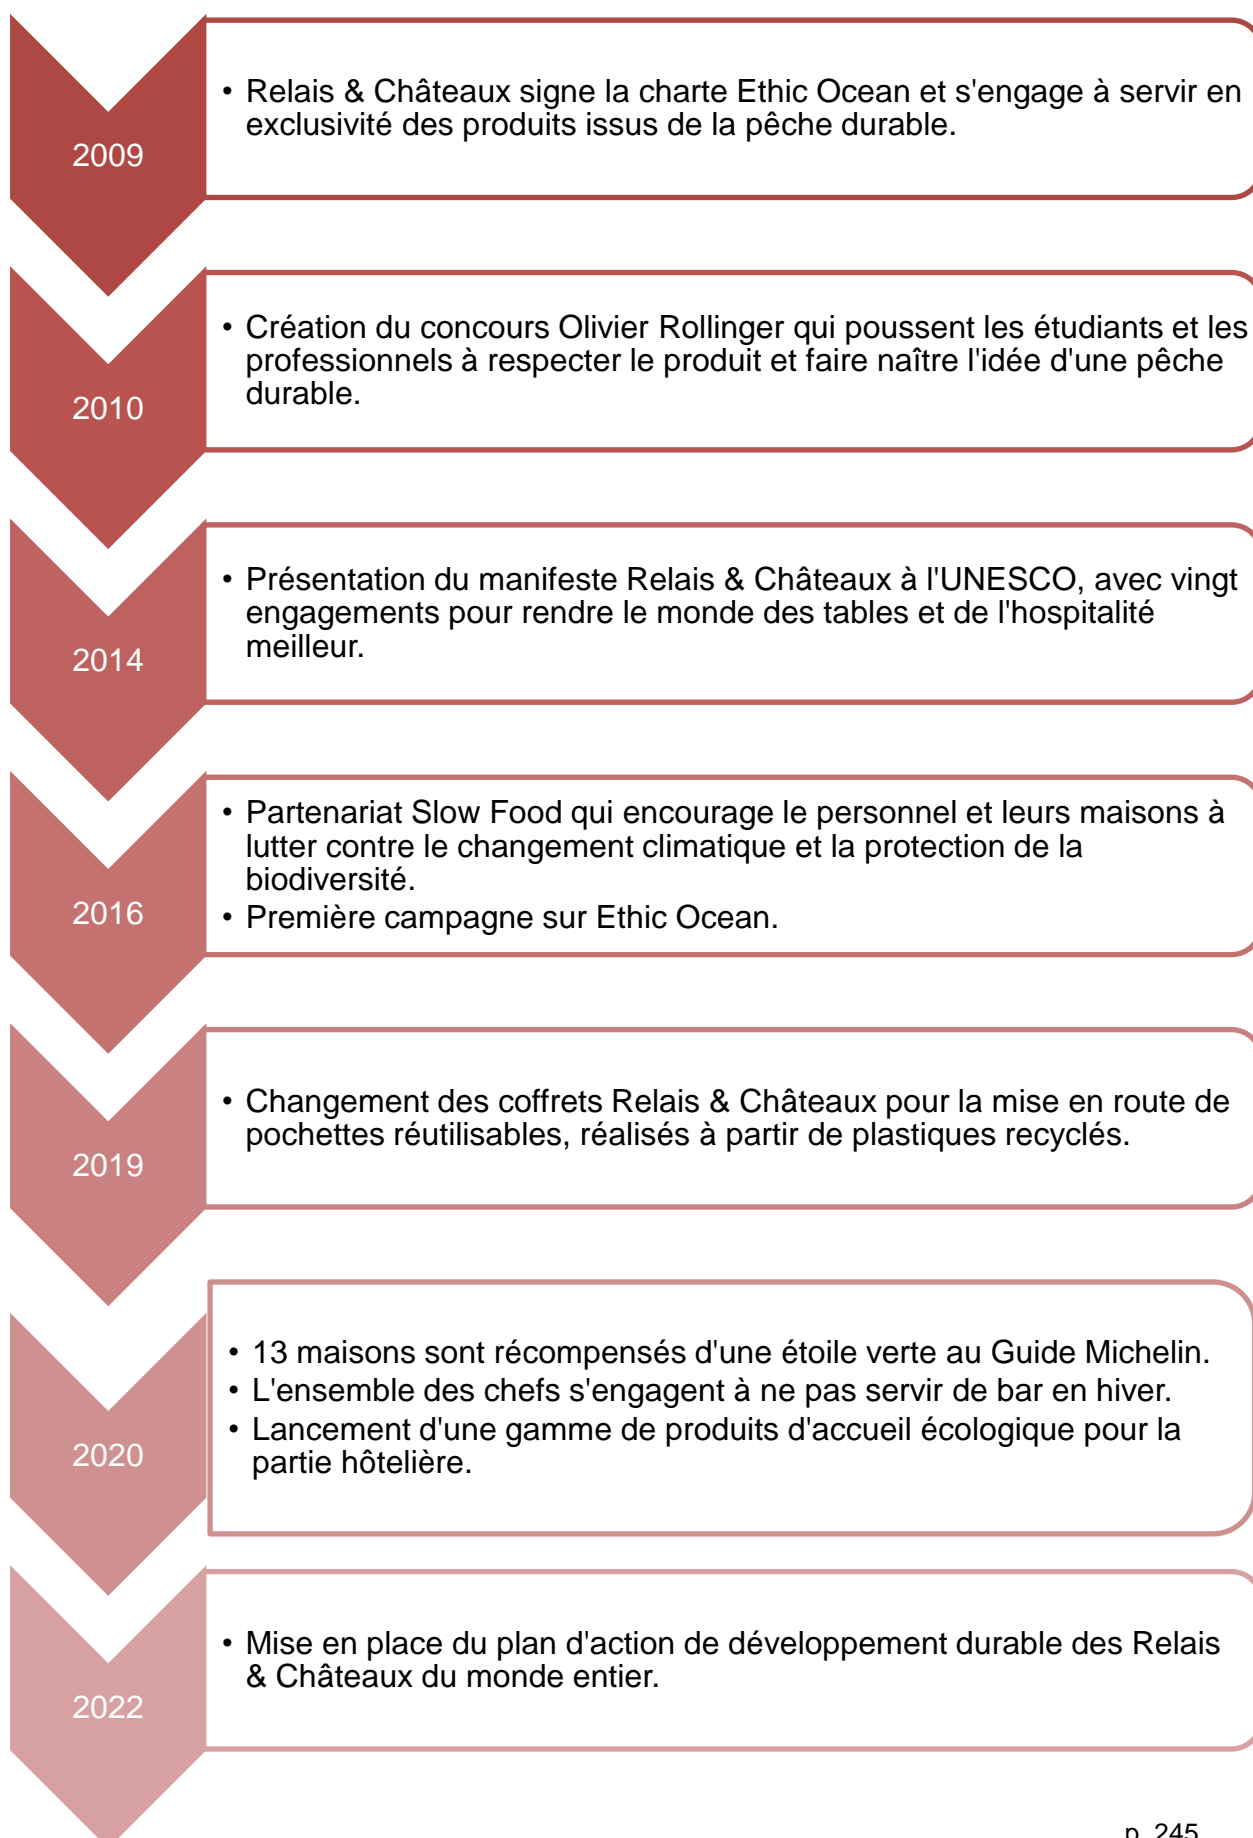 2009
• Relais & Châteaux signe la charte Ethic Ocean et s'engage à servir en
exclusivité des produits issus de la pêche durable.
2010
• Création du concours Olivier Rollinger qui poussent les étudiants et les
professionnels à respecter le produit et faire naître l'idée d'une pêche
durable.
2014
• Présentation du manifeste Relais & Châteaux à l'UNESCO, avec vingt
engagements pour rendre le monde des tables et de l'hospitalité
meilleur.
2016
• Partenariat Slow Food qui encourage le personnel et leurs maisons à
lutter contre le changement climatique et la protection de la
biodiversité.
• Première campagne sur Ethic Ocean.
2019
• Changement des coffrets Relais & Châteaux pour la mise en route de
pochettes réutilisables, réalisés à partir de plastiques recyclés.
2020
• 13 maisons sont récompensés d'une étoile verte au Guide Michelin.
• L'ensemble des chefs s'engagent à ne pas servir de bar en hiver.
• Lancement d'une gamme de produits d'accueil écologique pour la
partie hôtelière.
2022
• Mise en place du plan d'action de développement durable des Relais
& Châteaux du monde entier.
p. 245